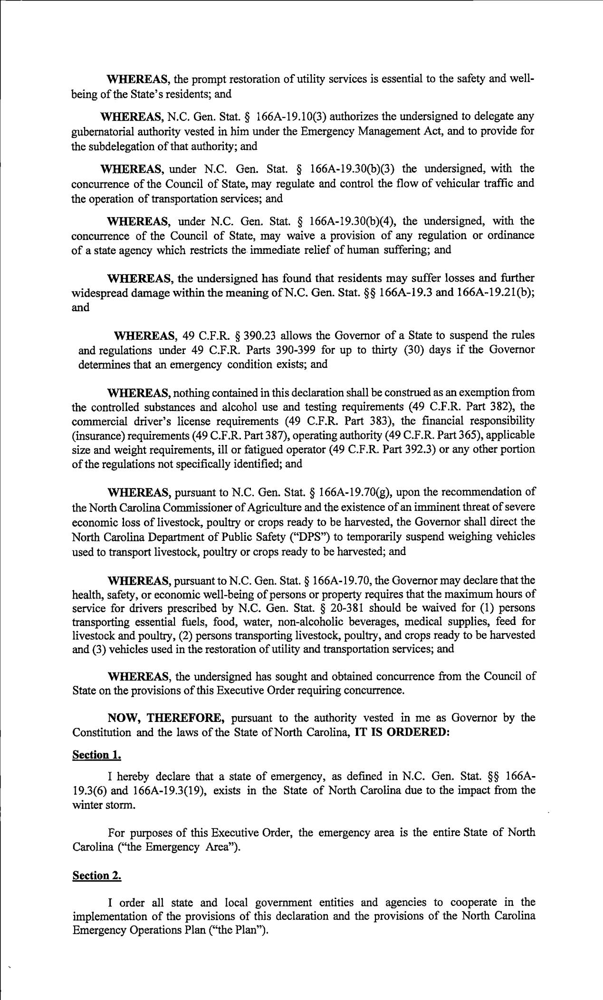 WHEREAS, the prompt restoration of utility services is essential to the safety and well-
being of the State's residents; and
WHEREAS, N.C. Gen. Stat. § 166A-19.10(3) authorizes the undersigned to delegate any
gubernatorial authority vested in him under the Emergency Management Act, and to provide for
the subdelegation of that authority; and
WHEREAS, under N.C. Gen. Stat. § 166A-19.30(b)(3) the undersigned, with the
concurrence of the Council of State, may regulate and control the flow of vehicular traffic and
the operation of transportation services; and
WHEREAS, under N.C. Gen. Stat. § 166A-19.30(b)(4), the undersigned, with the
concurrence of the Council of State, may waive a provision of any regulation or ordinance
of a state agency which restricts the immediate relief of human suffering; and
WHEREAS, the undersigned has found that residents may suffer losses and further
widespread damage within the meaning of N.C. Gen. Stat. §§ 166A-19.3 and 166A-19.21(b);
and
WHEREAS, 49 C.F.R. § 390.23 allows the Governor of a State to suspend the rules
and regulations under 49 C.F.R. Parts 390-399 for up to thirty (30) days if the Governor
determines that an emergency condition exists; and
WHEREAS, nothing contained in this declaration shall be construed as an exemption from
the controlled substances and alcohol use and testing requirements (49 C.F.R. Part 382), the
commercial driver's license requirements (49 C.F.R. Part 383), the financial responsibility
(insurance) requirements (49 C.F.R. Part 387), operating authority (49 C.F.R. Part 365), applicable
size and weight requirements, ill or fatigued operator (49 C.F.R. Part 392.3) or any other portion
of the regulations not specifically identified; and
WHEREAS, pursuant to N.C. Gen. Stat. § 166A-19.70(g), upon the recommendation of
the North Carolina Commissioner of Agriculture and the existence of an imminent threat of severe
economic loss of livestock, poultry or crops ready to be harvested, the Governor shall direct the
North Carolina Department of Public Safety ("DPS") to temporarily suspend weighing vehicles
used to transport livestock, poultry or crops ready to be harvested; and
WHEREAS, pursuant to N.C. Gen. Stat. § 166A-19.70, the Governor may declare that the
health, safety, or economic well-being of persons or property requires that the maximum hours of
service for drivers prescribed by N.C. Gen. Stat. § 20-381 should be waived for (1) persons
transporting essential fuels, food, water, non-alcoholic beverages, medical supplies, feed for
livestock and poultry, (2) persons transporting livestock, poultry, and crops ready to be harvested
and (3) vehicles used in the restoration of utility and transportation services; and
WHEREAS, the undersigned has sought and obtained concurrence from the Council of
State on the provisions of this Executive Order requiring concurrence.
NOW, THEREFORE, pursuant to the authority vested in me as Governor by the
Constitution and the laws of the State of North Carolina, IT IS ORDERED:
Section 1.
I hereby declare that a state of emergency, as defined in N.C. Gen. Stat. §§ 166A-
19.3(6) and 166A-19.3(19), exists in the State of North Carolina due to the impact from the
winter storm.
For purposes of this Executive Order, the emergency area is the entire State of North
Carolina ("the Emergency Area").
Section 2.
I order all state and local government entities and agencies to cooperate in the
implementation of the provisions of this declaration and the provisions of the North Carolina
Emergency Operations Plan ("the Plan").